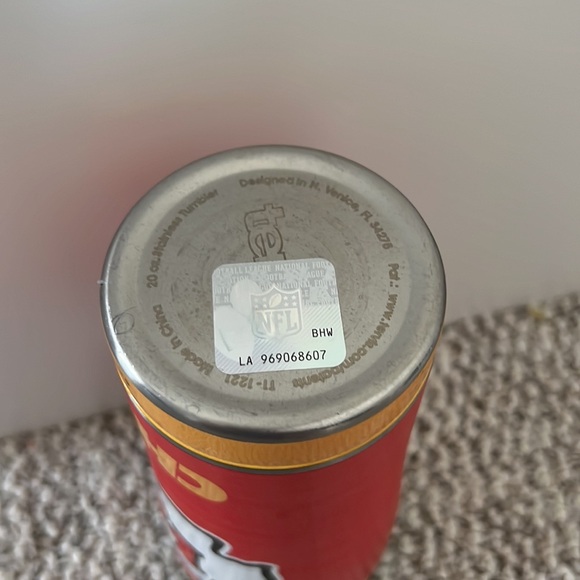 20 oz. Stainless Tumbler
Designed in N. Venice, FL 34275
Pat.: www.tervis.com/patents
TT-1221 Made in China
NFL
BHW
LA 969068607